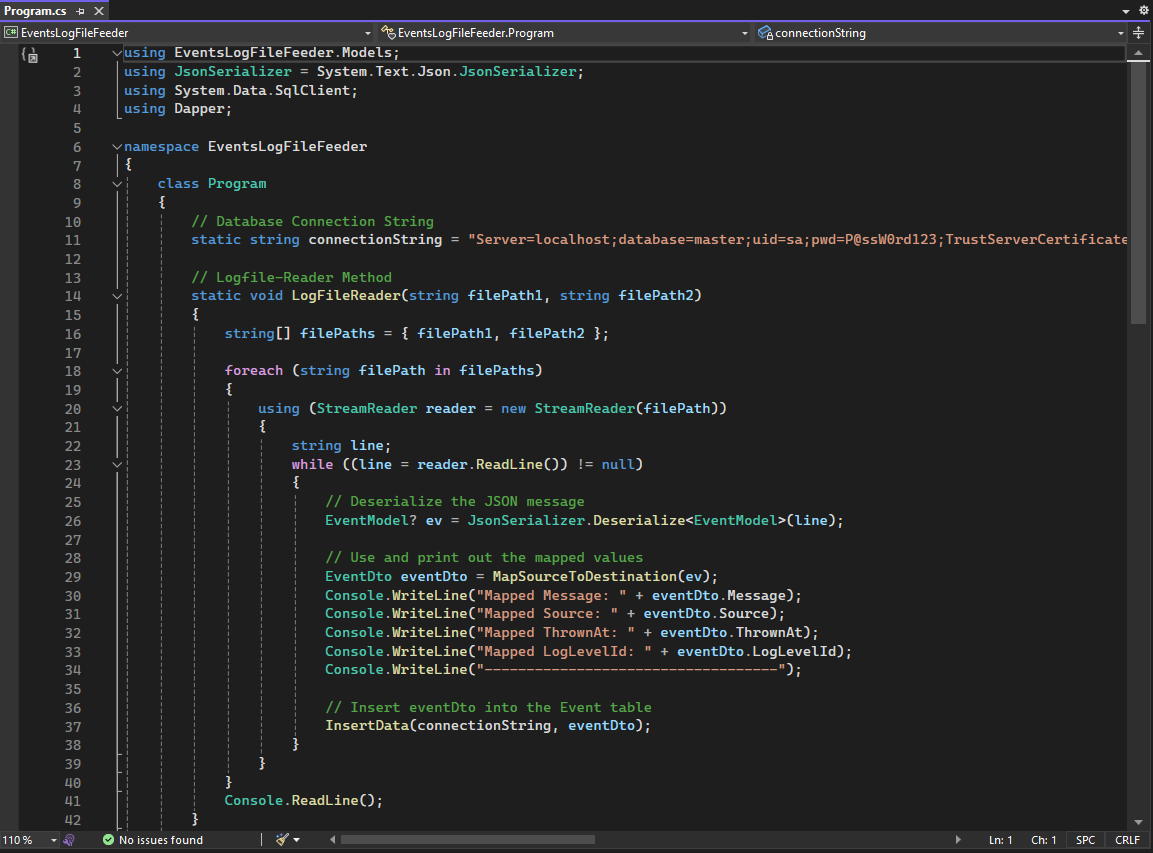 Program.cs
EventsLogFileFeeder EventsLogFileFeeder.Program connectionString
1 using EventsLogFileFeeder.Models;
2 using JsonSerializer = System.Text.Json.JsonSerializer;
3 using System.Data.SqlClient;
4 using Dapper;
5
6 namespace EventsLogFileFeeder
7 {
8 class Program
9 {
10 // Database Connection String
11 static string connectionString = "Server=localhost;database=master;uid=sa;pwd=P@ssW0rd123;TrustServerCertificate
12
13 // Logfile-Reader Method
14 static void LogFileReader(string filePath1, string filePath2)
15 {
16 string[] filePaths = { filePath1, filePath2 };
17
18 foreach (string filePath in filePaths)
19 {
20 using (StreamReader reader = new StreamReader(filePath))
21 {
22 string line;
23 while ((line = reader.ReadLine()) != null)
24 {
25 // Deserialize the JSON message
26 EventModel? ev = JsonSerializer.Deserialize<EventModel>(line);
27
28 // Use and print out the mapped values
29 EventDto eventDto = MapSourceToDestination(ev);
30 Console.WriteLine("Mapped Message: " + eventDto.Message);
31 Console.WriteLine("Mapped Source: " + eventDto.Source);
32 Console.WriteLine("Mapped ThrownAt: " + eventDto.ThrownAt);
33 Console.WriteLine("Mapped LogLevelId: " + eventDto.LogLevelId);
34 Console.WriteLine("-----------------------------------");
35
36 // Insert eventDto into the Event table
37 InsertData(connectionString, eventDto);
38 }
39 }
40 }
41 Console.ReadLine();
42 }
110 % No issues found Ln: 1 Ch: 1 SPC CRLF